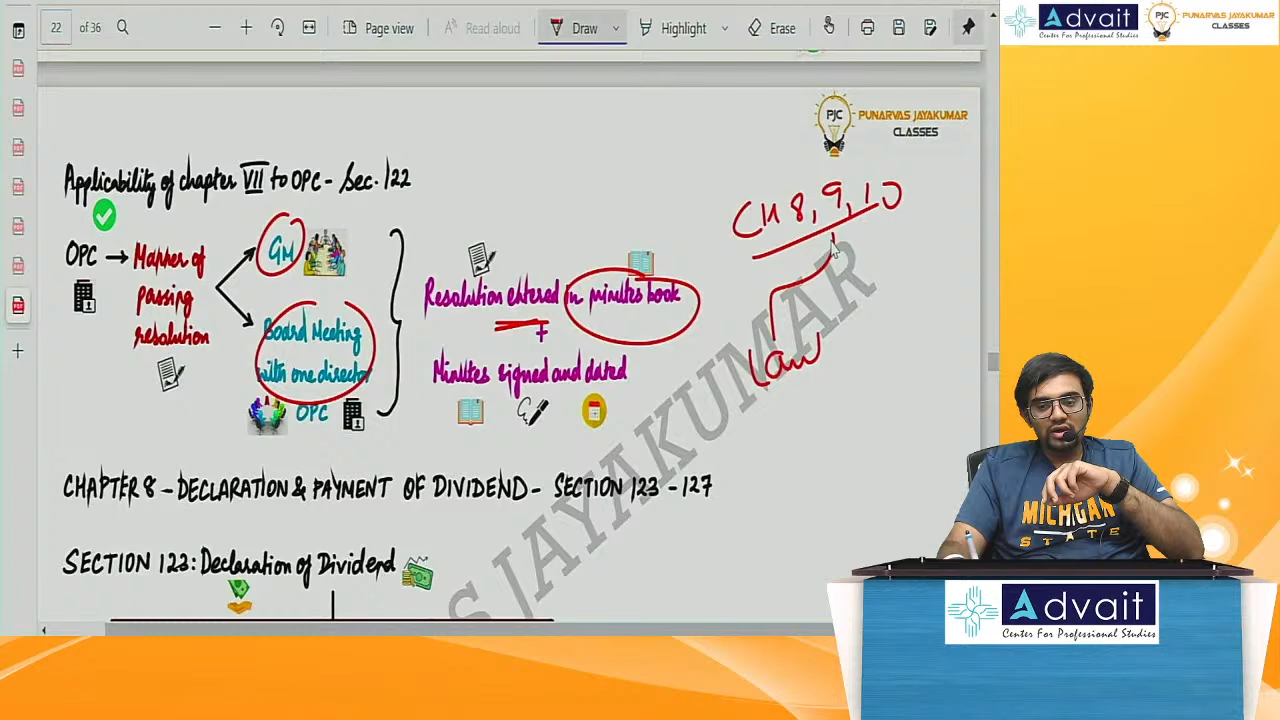 22 of 36
Page view
Read aloud
Draw
Highlight
Erase
Advait
Center For Professional Studies
PJC
PUNARVAS JAYAKUMAR
CLASSES
PJC
PUNARVAS JAYAKUMAR
CLASSES
Applicability of chapter VII to OPC - Sec. 122
CH 8, 9, 10
Law
OPC → Manner of
passing
resolution
GM
Board Meeting
with one director
OPC
Resolution entered in minutes book
+
Minutes signed and dated
CHAPTER 8 - DECLARATION & PAYMENT OF DIVIDEND - SECTION 123 - 127
SECTION 123: Declaration of Dividend
S JAYAKUMAR
MICHIGAN
STATE
Advait
Center For Professional Studies